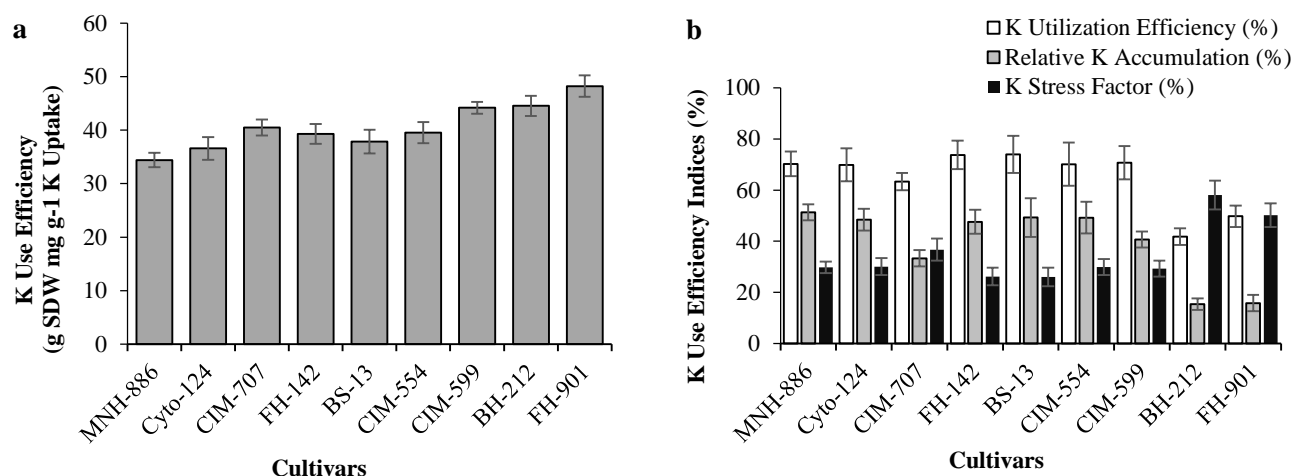 a
K Use Efficiency
(g SDW mg g-1 K Uptake)
60
50
40
30
20
10
0
MNH-886
Cyto-124
CIM-707
FH-142
BS-13
CIM-554
CIM-599
BH-212
FH-901
Cultivars
b
K Utilization Efficiency (%)
Relative K Accumulation (%)
K Stress Factor (%)
K Use Efficiency Indices (%)
100
80
60
40
20
0
MNH-886
Cyto-124
CIM-707
FH-142
BS-13
CIM-554
CIM-599
BH-212
FH-901
Cultivars